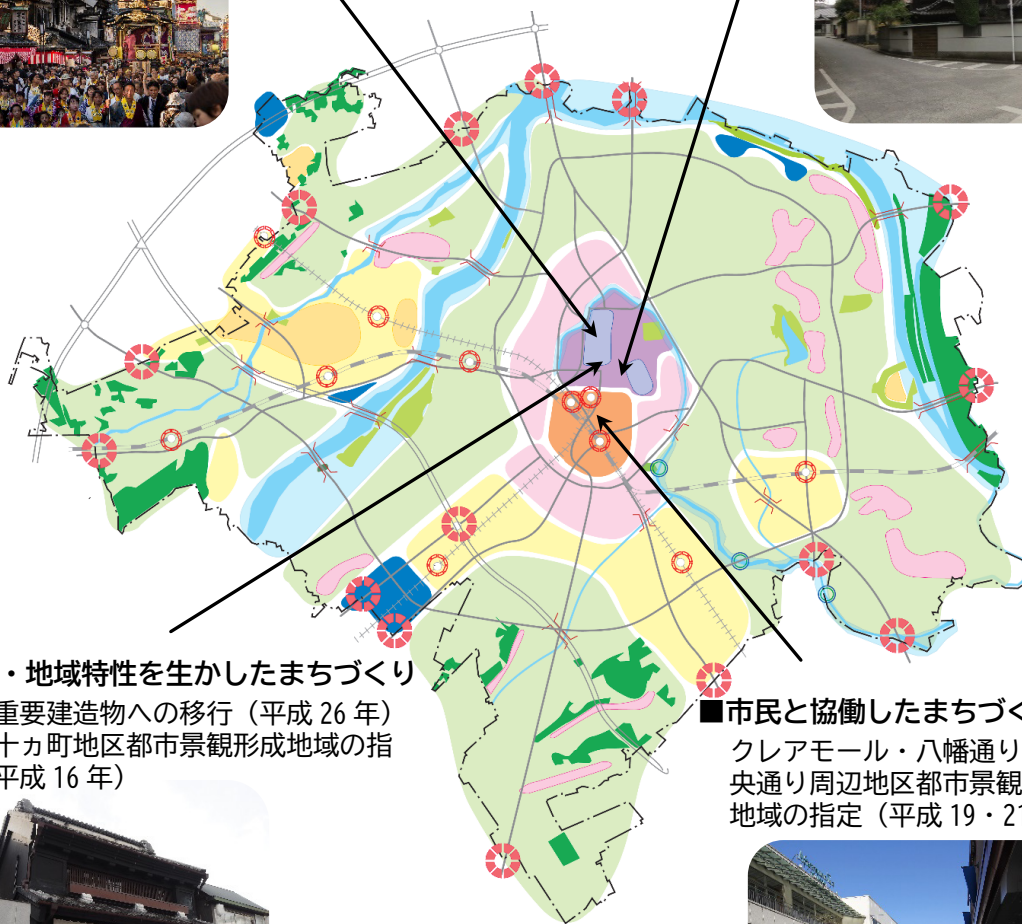 ・地域特性を生かしたまちづくり
重要建造物への移行（平成 26 年）
十ヵ町地区都市景観形成地域の指
平成 16 年）
■市民と協働したまちづく
クレアモール・八幡通り
央通り周辺地区都市景観
地域の指定（平成 19・21